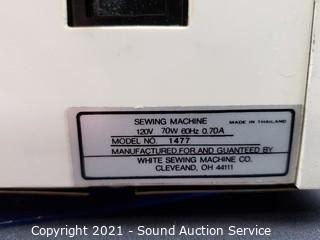 SEWING MACHINE MADE IN THAILAND
120V 70W 60Hz 0.70A
MODEL NO. 1477
MANUFACTURED.FOR.AND GUANTEED BY
WHITE SEWING MACHINE CO.
CLEVEAND, OH 44111
Copyright 2021 - Sound Auction Service